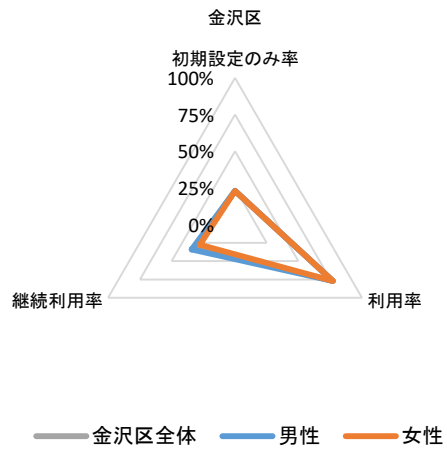 金沢区
初期設定のみ率
100%
75%
50%
25%
0%
継続利用率
利用率
金沢区全体 男性 女性